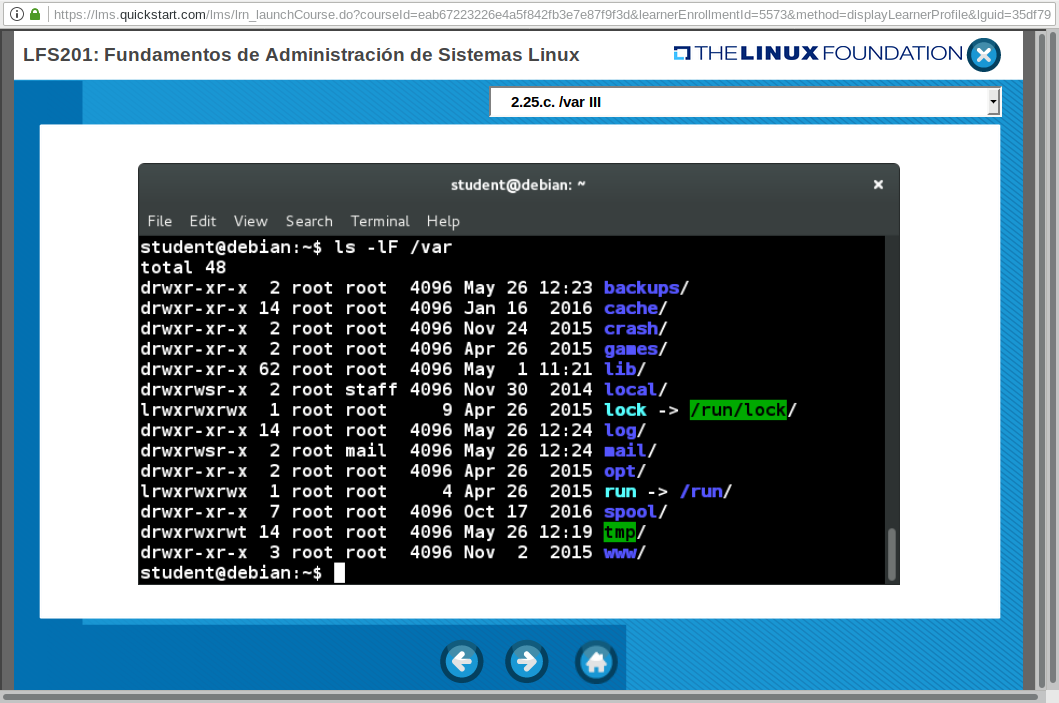 https://lms.quickstart.com/lms/lrn_launchCourse.do?courseId=eab67223226e4a5f842fb3e7e87f9f3d&learnerEnrollmentId=5573&method=displayLearnerProfile&lguid=35df79
LFS201: Fundamentos de Administración de Sistemas Linux
THE LINUX FOUNDATION
2.25.c. /var III
student@debian: ~
File Edit View Search Terminal Help
student@debian:~$ ls -lF /var
total 48
drwxr-xr-x  2 root root  4096 May 26 12:23 backups/
drwxr-xr-x 14 root root  4096 Jan 16  2016 cache/
drwxr-xr-x  2 root root  4096 Nov 24  2015 crash/
drwxr-xr-x  2 root root  4096 Apr 26  2015 games/
drwxr-xr-x 62 root root  4096 May  1 11:21 lib/
drwxrwsr-x  2 root staff 4096 Nov 30  2014 local/
lrwxrwxrwx  1 root root     9 Apr 26  2015 lock -> /run/lock/
drwxr-xr-x 14 root root  4096 May 26 12:24 log/
drwxrwsr-x  2 root mail  4096 May 26 12:24 mail/
drwxr-xr-x  2 root root  4096 Apr 26  2015 opt/
lrwxrwxrwx  1 root root     4 Apr 26  2015 run -> /run/
drwxr-xr-x  7 root root  4096 Oct 17  2016 spool/
drwxrwxrwt 14 root root  4096 May 26 12:19 tmp/
drwxr-xr-x  3 root root  4096 Nov  2  2015 www/
student@debian:~$